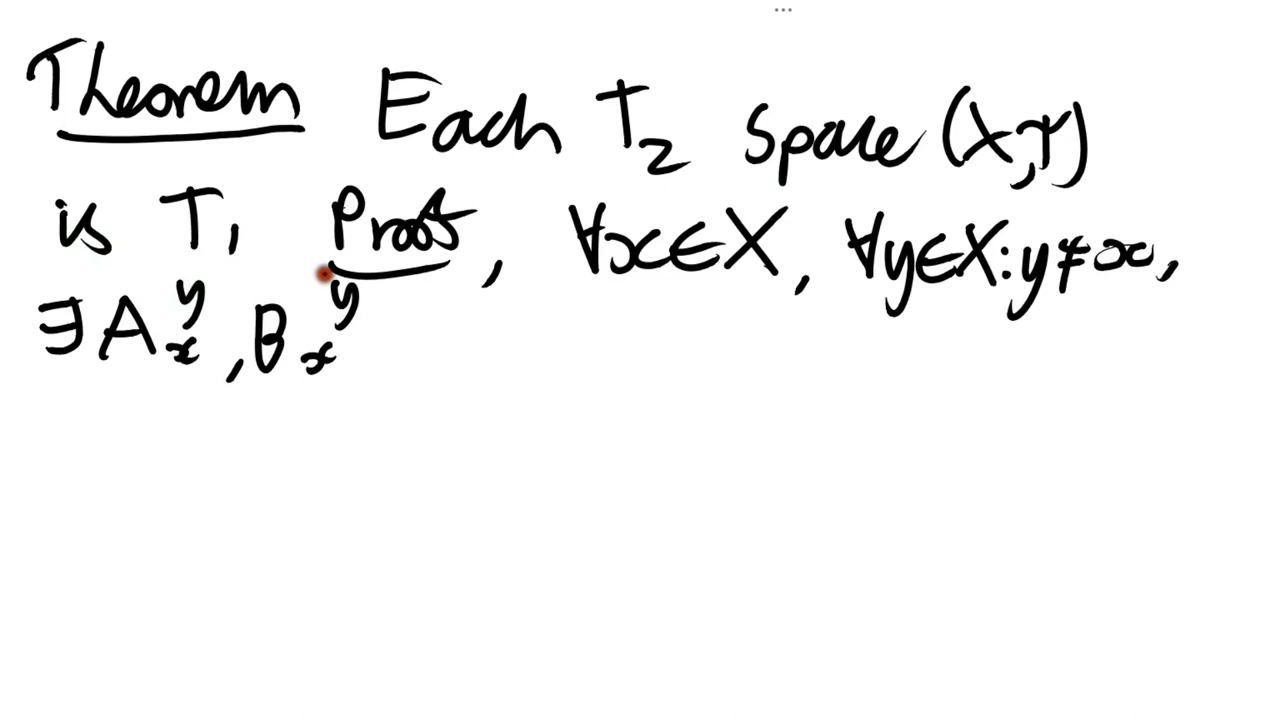 Theorem Each T₂ Space (X,τ)
is T₁ Proof, ∀x∈X, ∀y∈X:y≠x,
∃A_x^y, B_x^y